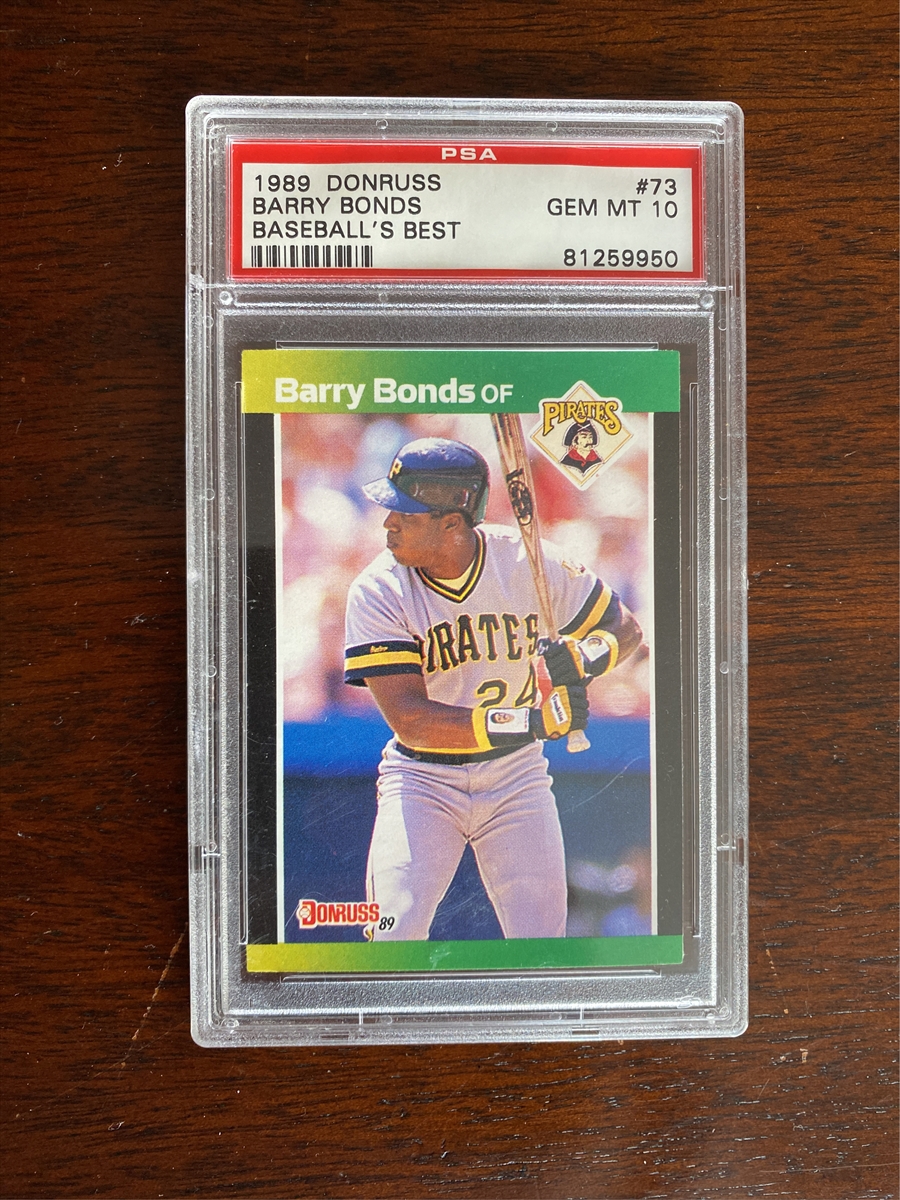 PSA
1989 DONRUSS #73
BARRY BONDS GEM MT 10
BASEBALL'S BEST
81259950
Barry Bonds OF
PIRATES
P
PIRATES
24
Franklin
DONRUSS 89